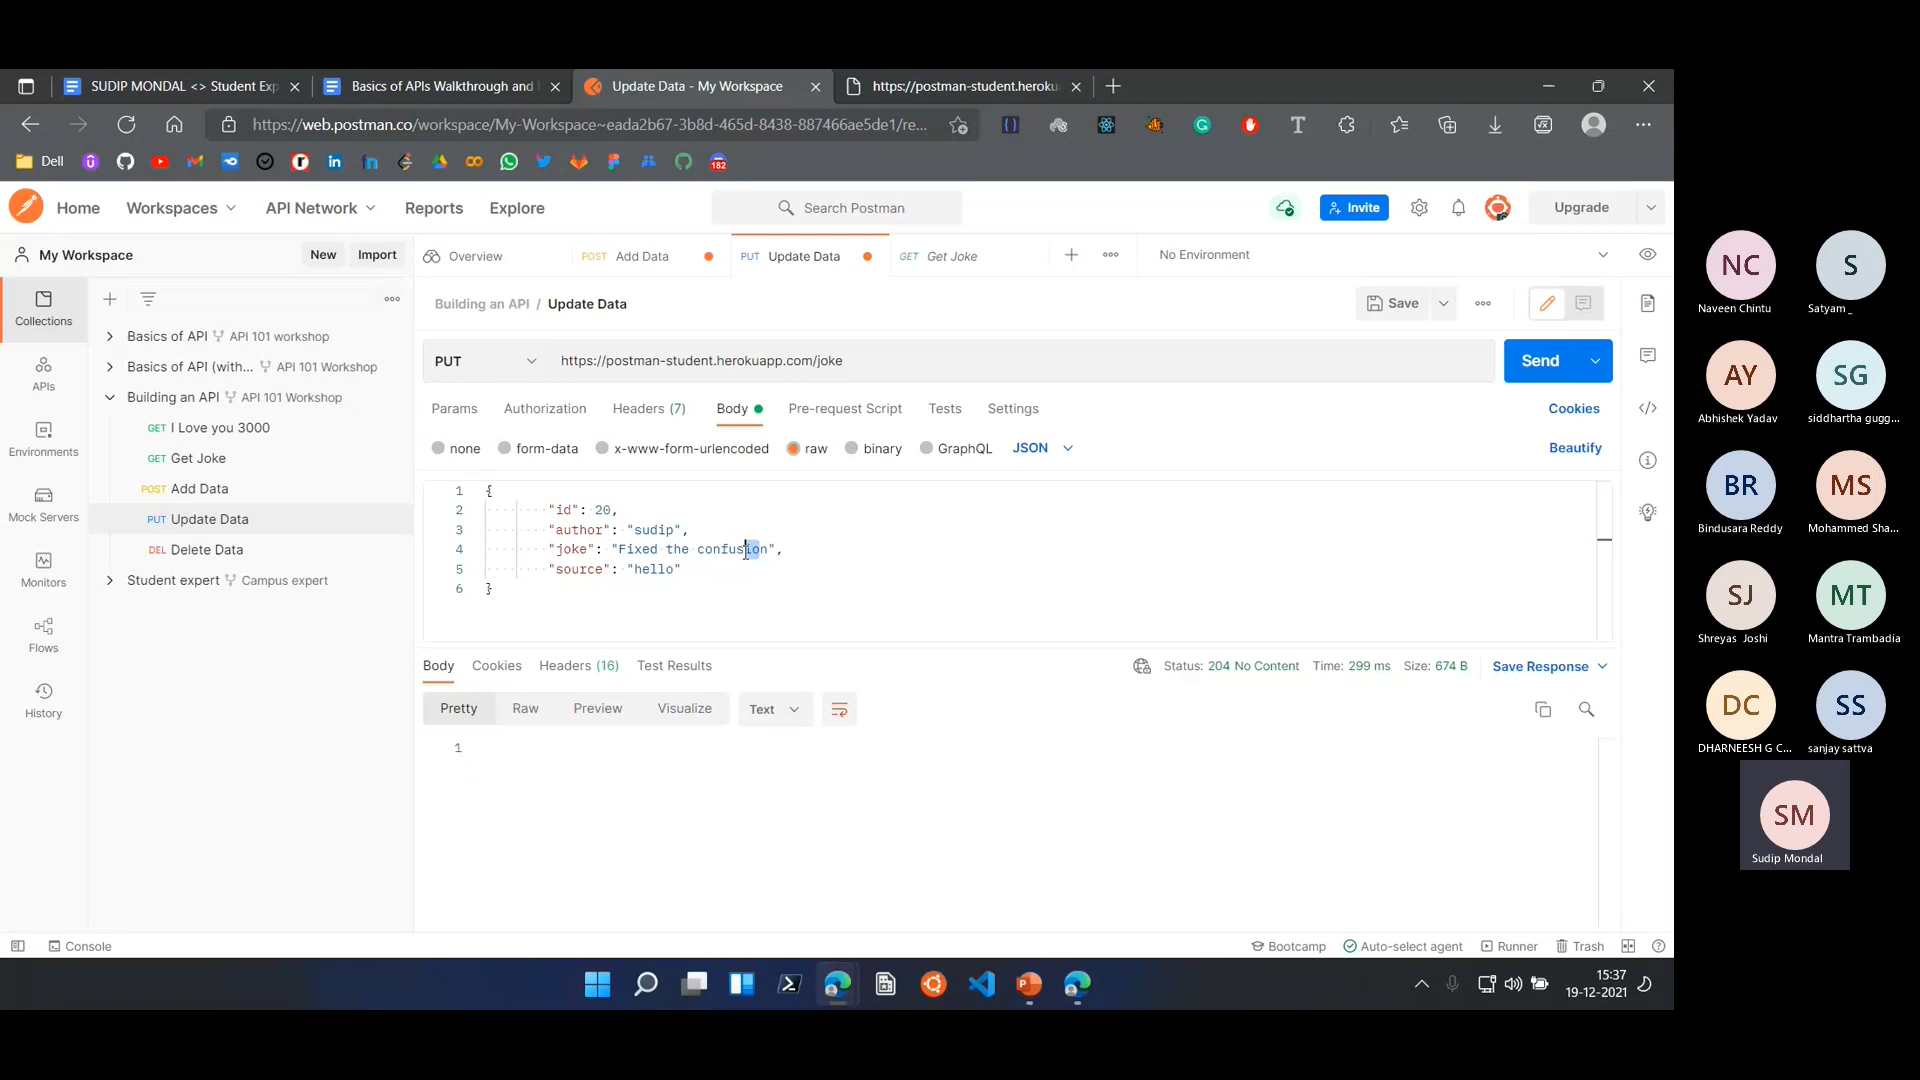 SUDIP MONDAL <> Student Exp
Basics of APIs Walkthrough and
Update Data - My Workspace
https://postman-student.heroku
https://web.postman.co/workspace/My-Workspace~eada2b67-3b8d-465d-8438-887466ae5de1/re...
Dell
182
Home
Workspaces
API Network
Reports
Explore
Search Postman
Invite
Upgrade
My Workspace
New
Import
Overview
POST Add Data
PUT Update Data
GET Get Joke
No Environment
Collections
APIs
Environments
Mock Servers
Monitors
Flows
History
Basics of API API 101 workshop
Basics of API (with... API 101 Workshop
Building an API API 101 Workshop
GET I Love you 3000
GET Get Joke
POST Add Data
PUT Update Data
DEL Delete Data
Student expert Campus expert
Building an API / Update Data
Save
PUT
https://postman-student.herokuapp.com/joke
Send
Params
Authorization
Headers (7)
Body
Pre-request Script
Tests
Settings
Cookies
none
form-data
x-www-form-urlencoded
raw
binary
GraphQL
JSON
Beautify
1 {
2 "id": 20,
3 "author": "sudip",
4 "joke": "Fixed the confusion",
5 "source": "hello"
6 }
Body
Cookies
Headers (16)
Test Results
Status: 204 No Content
Time: 299 ms
Size: 674 B
Save Response
Pretty
Raw
Preview
Visualize
Text
1
Console
Bootcamp
Auto-select agent
Runner
Trash
15:37
19-12-2021
NC
Naveen Chintu
S
Satyam _
AY
Abhishek Yadav
SG
siddhartha gugg...
BR
Bindusara Reddy
MS
Mohammed Sha...
SJ
Shreyas Joshi
MT
Mantra Trambadia
DC
DHARNEESH G C...
SS
sanjay sattva
SM
Sudip Mondal